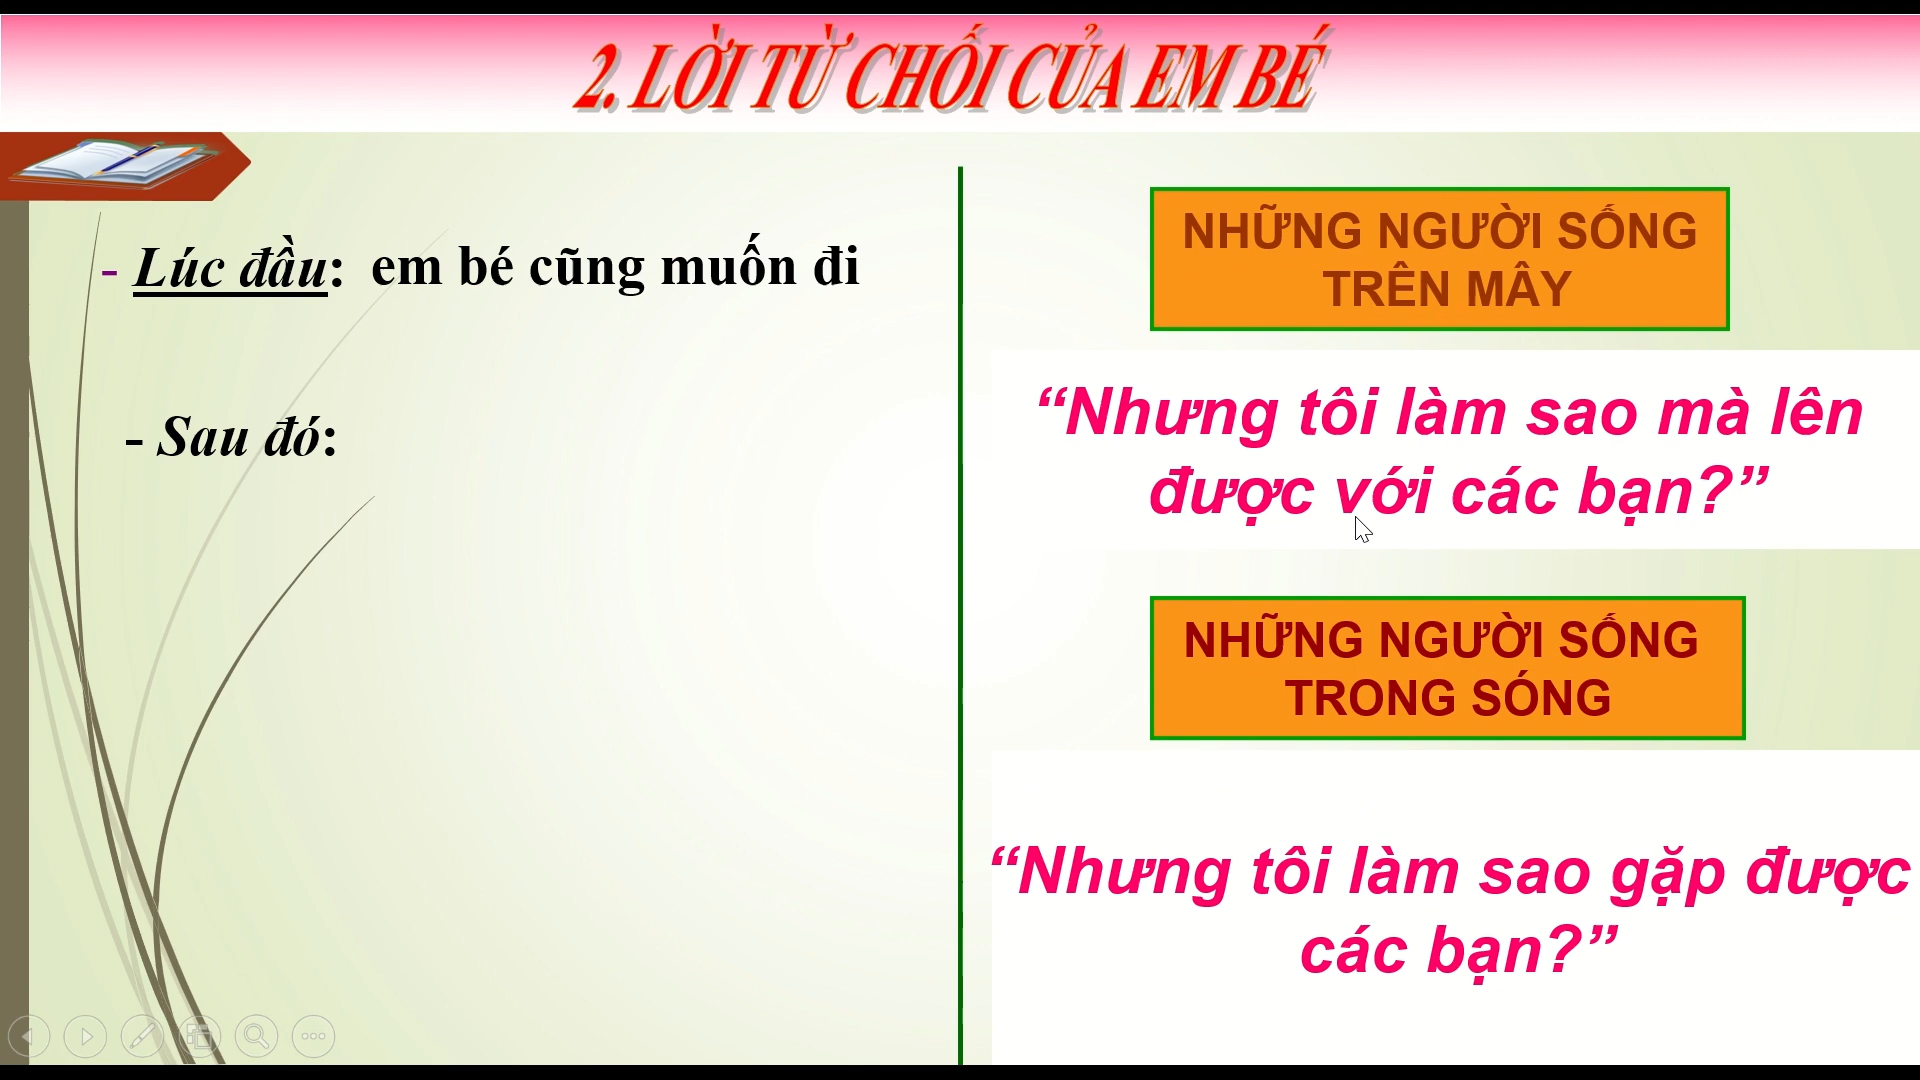 2. LỜI TỪ CHỐI CỦA EM BÉ
- Lúc đầu: em bé cũng muốn đi
- Sau đó:
NHỮNG NGƯỜI SỐNG
TRÊN MÂY
“Nhưng tôi làm sao mà lên
được với các bạn?”
NHỮNG NGƯỜI SỐNG
TRONG SÓNG
“Nhưng tôi làm sao gặp được
các bạn?”